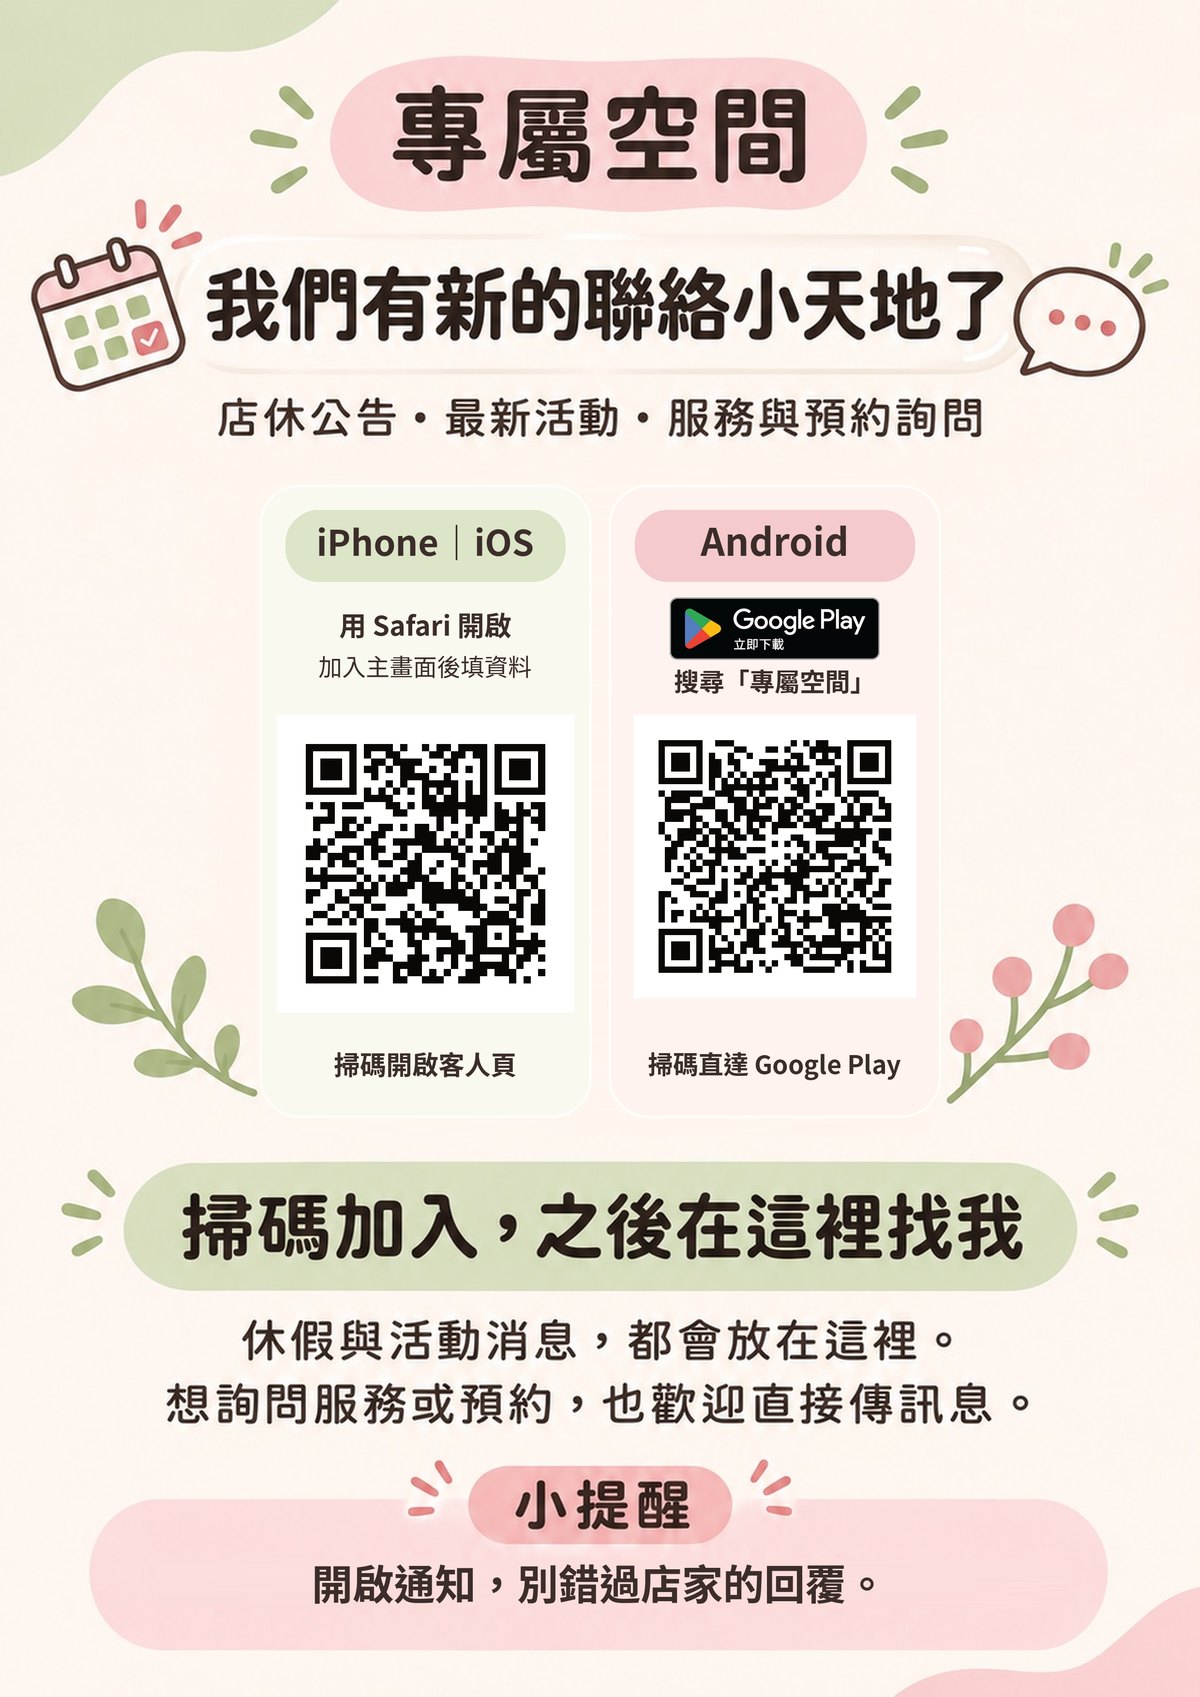 專屬空間
我們有新的聯絡小天地了
店休公告・最新活動・服務與預約詢問
iPhone｜iOS
用 Safari 開啟
加入主畫面後填資料
掃碼開啟客人頁
Android
Google Play
立即下載
搜尋「專屬空間」
掃碼直達 Google Play
掃碼加入，之後在這裡找我
休假與活動消息，都會放在這裡。
想詢問服務或預約，也歡迎直接傳訊息。
小提醒
開啟通知，別錯過店家的回覆。